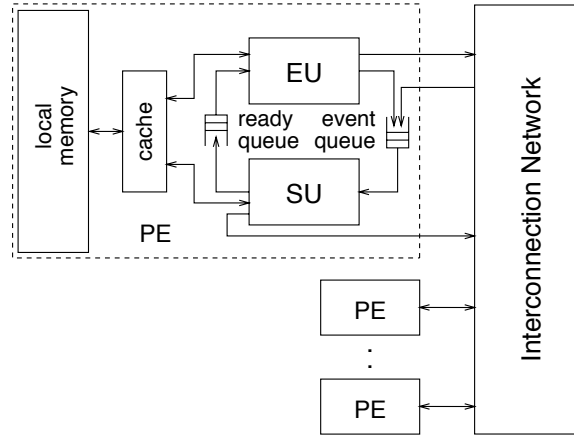 local
memory
cache
EU
ready
queue
event
queue
SU
PE
PE
:
PE
Interconnection Network